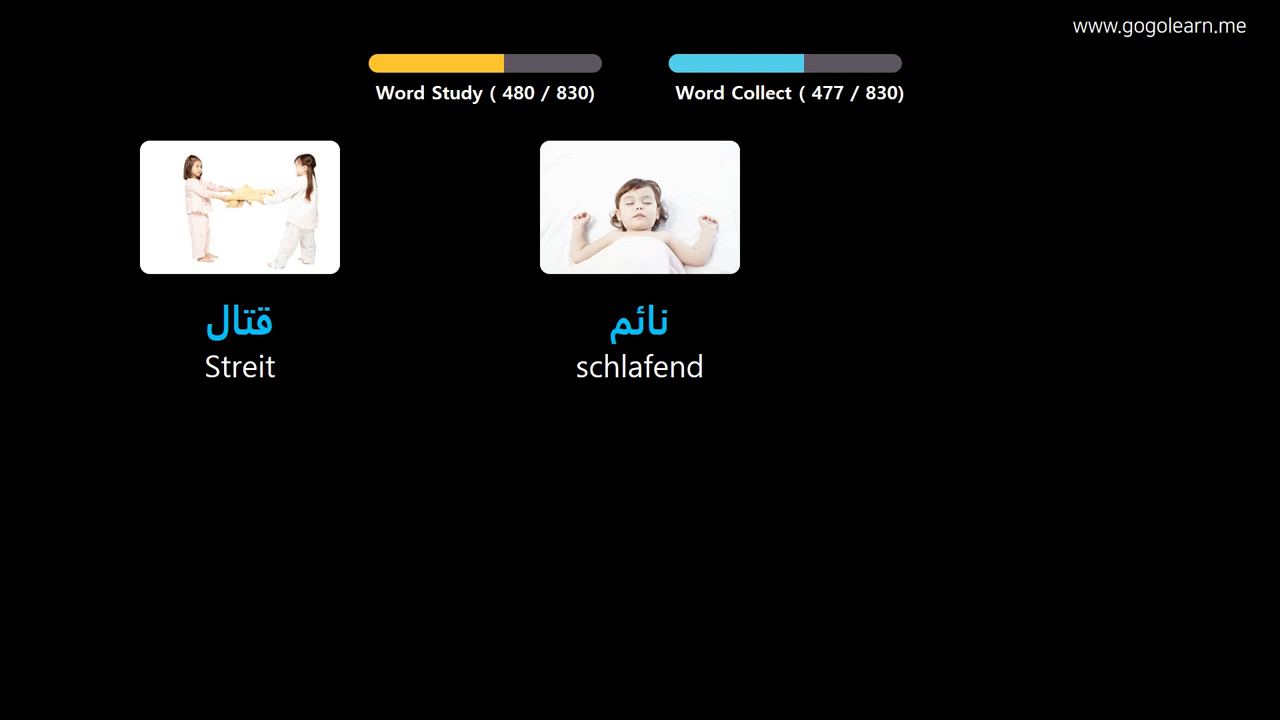 www.gogolearn.me
Word Study ( 480 / 830)
Word Collect ( 477 / 830)
قتال
Streit
نائم
schlafend